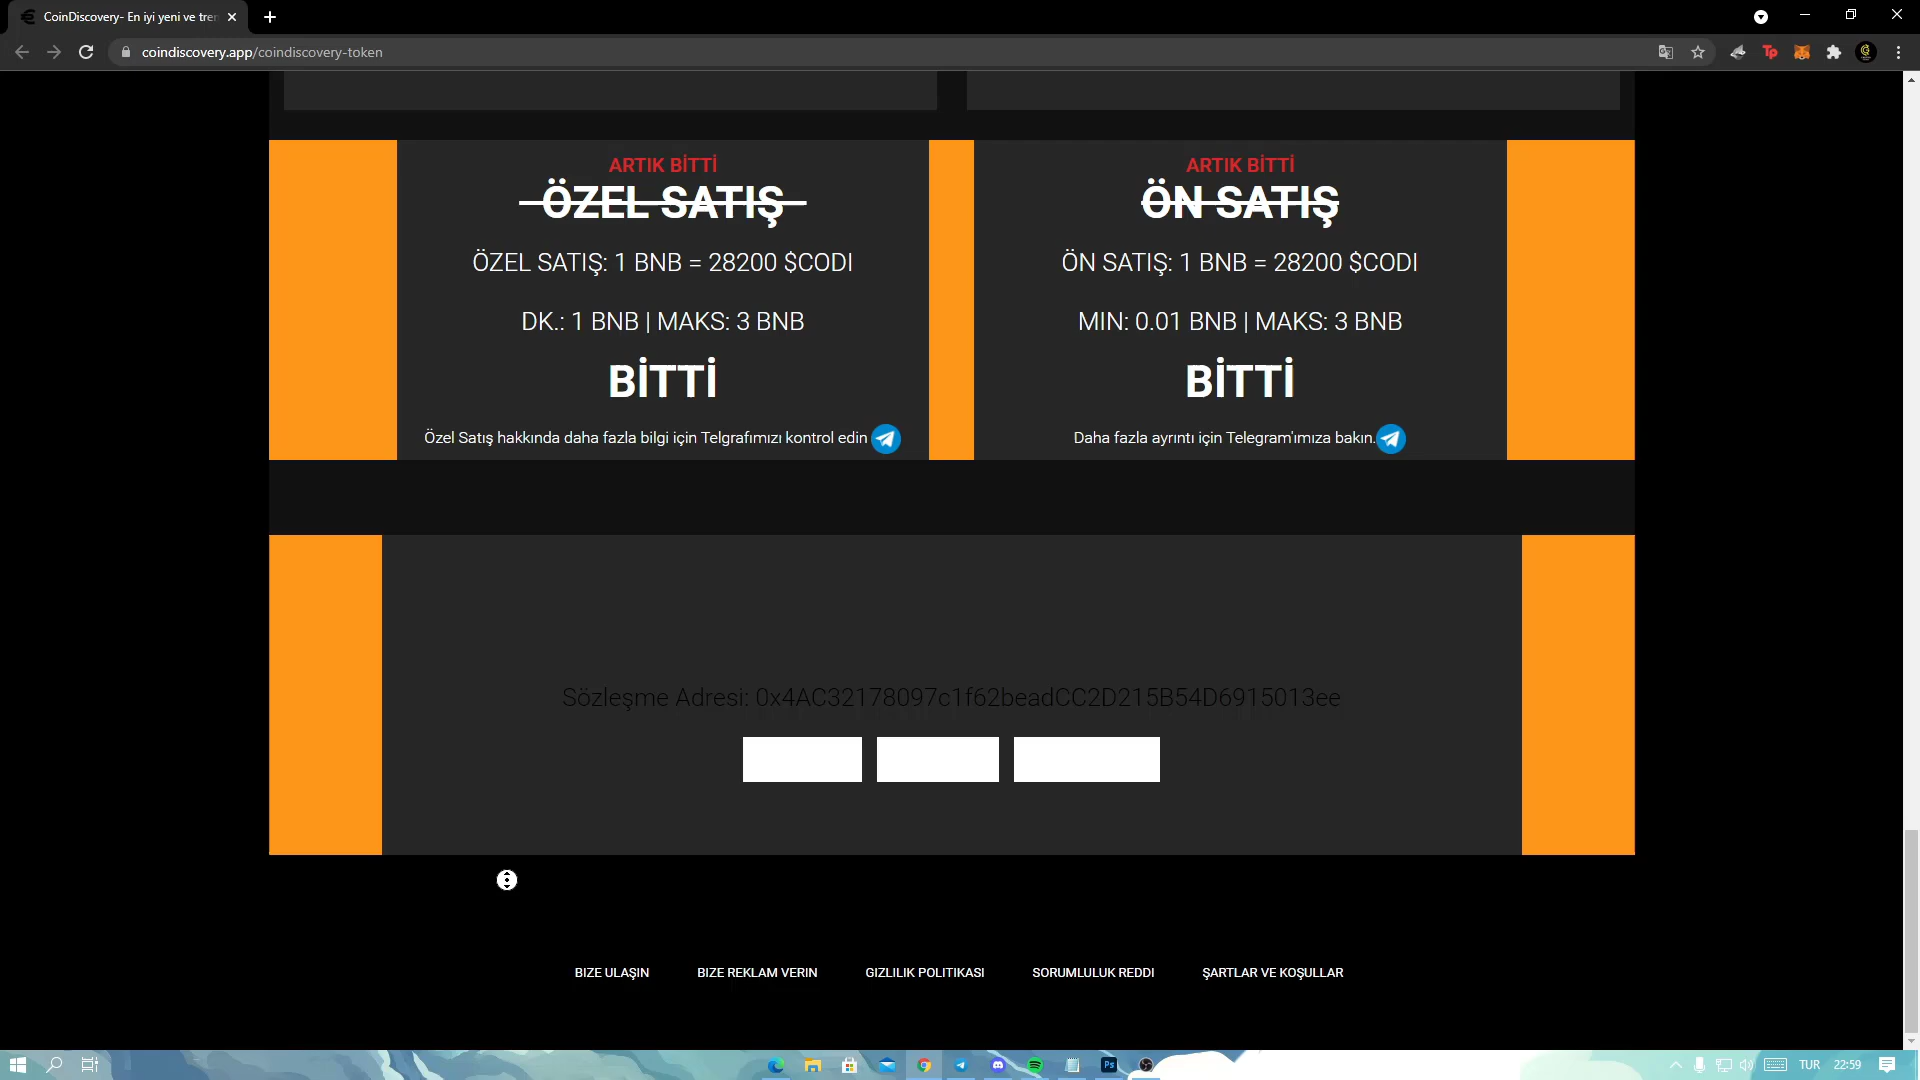 CoinDiscovery- En iyi yeni ve tren
coindiscovery.app/coindiscovery-token
Tp
ARTIK BİTTİ
ÖZEL SATIŞ
ÖZEL SATIŞ: 1 BNB = 28200 $CODI
DK.: 1 BNB | MAKS: 3 BNB
BİTTİ
Özel Satış hakkında daha fazla bilgi için Telgrafımızı kontrol edin
ARTIK BİTTİ
ÖN SATIŞ
ÖN SATIŞ: 1 BNB = 28200 $CODI
MIN: 0.01 BNB | MAKS: 3 BNB
BİTTİ
Daha fazla ayrıntı için Telegram'ımıza bakın.
Sözleşme Adresi: 0x4AC32178097c1f62beadCC2D215B54D6915013ee
BIZE ULAŞIN
BIZE REKLAM VERIN
GIZLILIK POLITIKASI
SORUMLULUK REDDI
ŞARTLAR VE KOŞULLAR
Ps
TUR
22:59